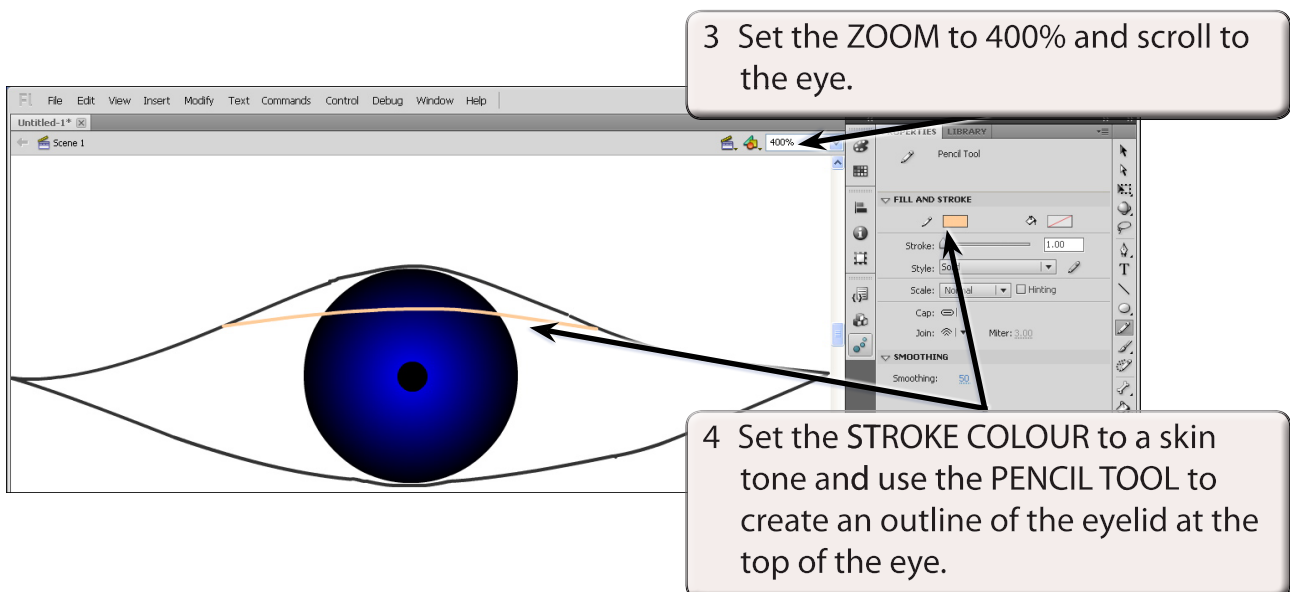 3 Set the ZOOM to 400% and scroll to
the eye.
Fl File Edit View Insert Modify Text Commands Control Debug Window Help
Untitled-1*
Scene 1
400%
PROPERTIES LIBRARY
Pencil Tool
FILL AND STROKE
Stroke: 1.00
Style:
Scale: Hinting
Cap:
Join: Miter: 3.00
SMOOTHING
Smoothing: 50
T
4 Set the STROKE COLOUR to a skin
tone and use the PENCIL TOOL to
create an outline of the eyelid at the
top of the eye.